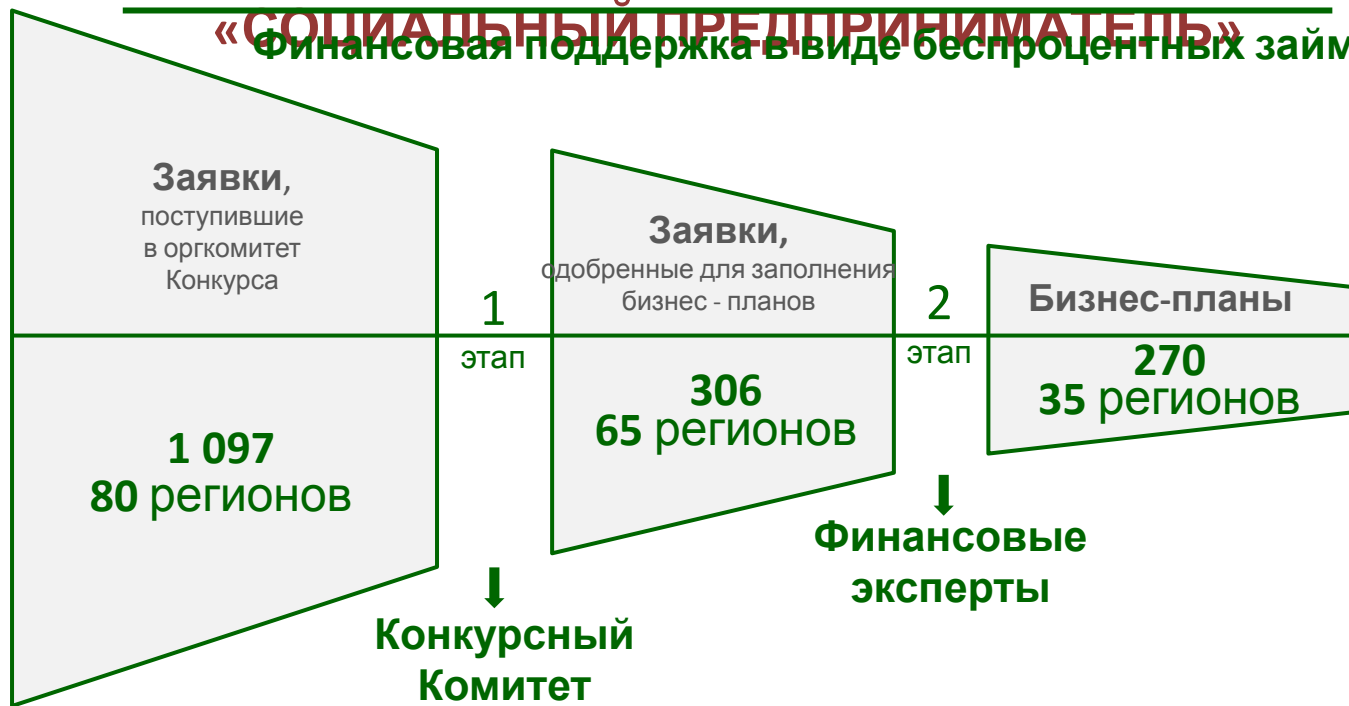 «СОЦИАЛЬНЫЙ ПРЕДПРИНИМАТЕЛЬ»
Финансовая поддержка в виде беспроцентных займ
Заявки,
поступившие
в оргкомитет
Конкурса
1 097
80 регионов
1
этап
Конкурсный
Комитет
Заявки,
одобренные для заполнения
бизнес - планов
306
65 регионов
2
этап
Финансовые
эксперты
Бизнес-планы
270
35 регионов